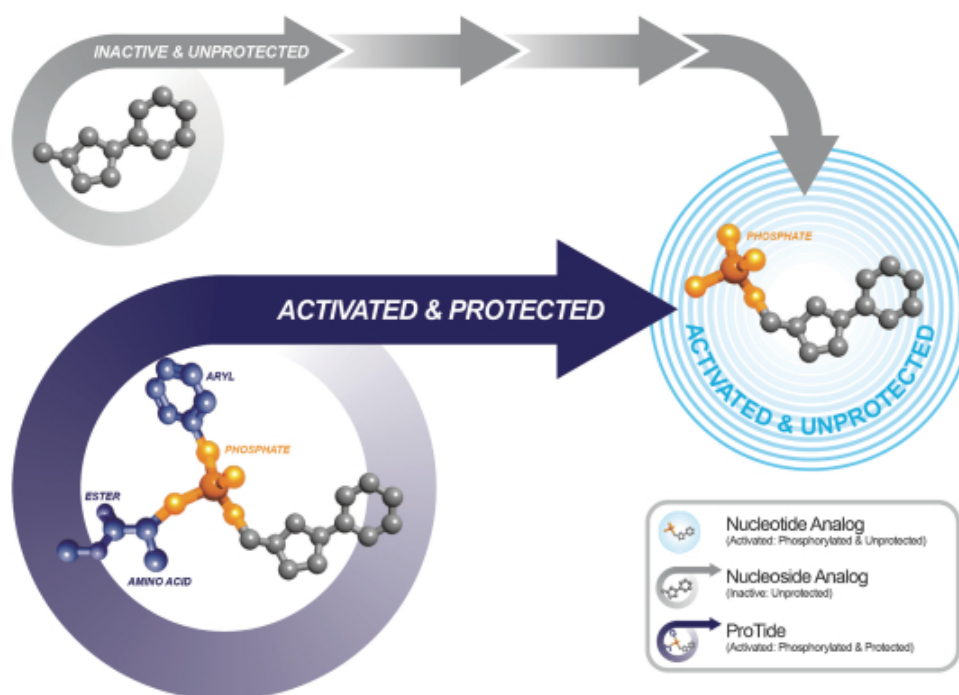 INACTIVE & UNPROTECTED
PHOSPHATE
ACTIVATED & PROTECTED
ACTIVATED & UNPROTECTED
ARYL
PHOSPHATE
ESTER
AMINO ACID
Nucleotide Analog
(Activated: Phosphorylated & Unprotected)
Nucleoside Analog
(Inactive: Unprotected)
ProTide
(Activated: Phosphorylated & Protected)